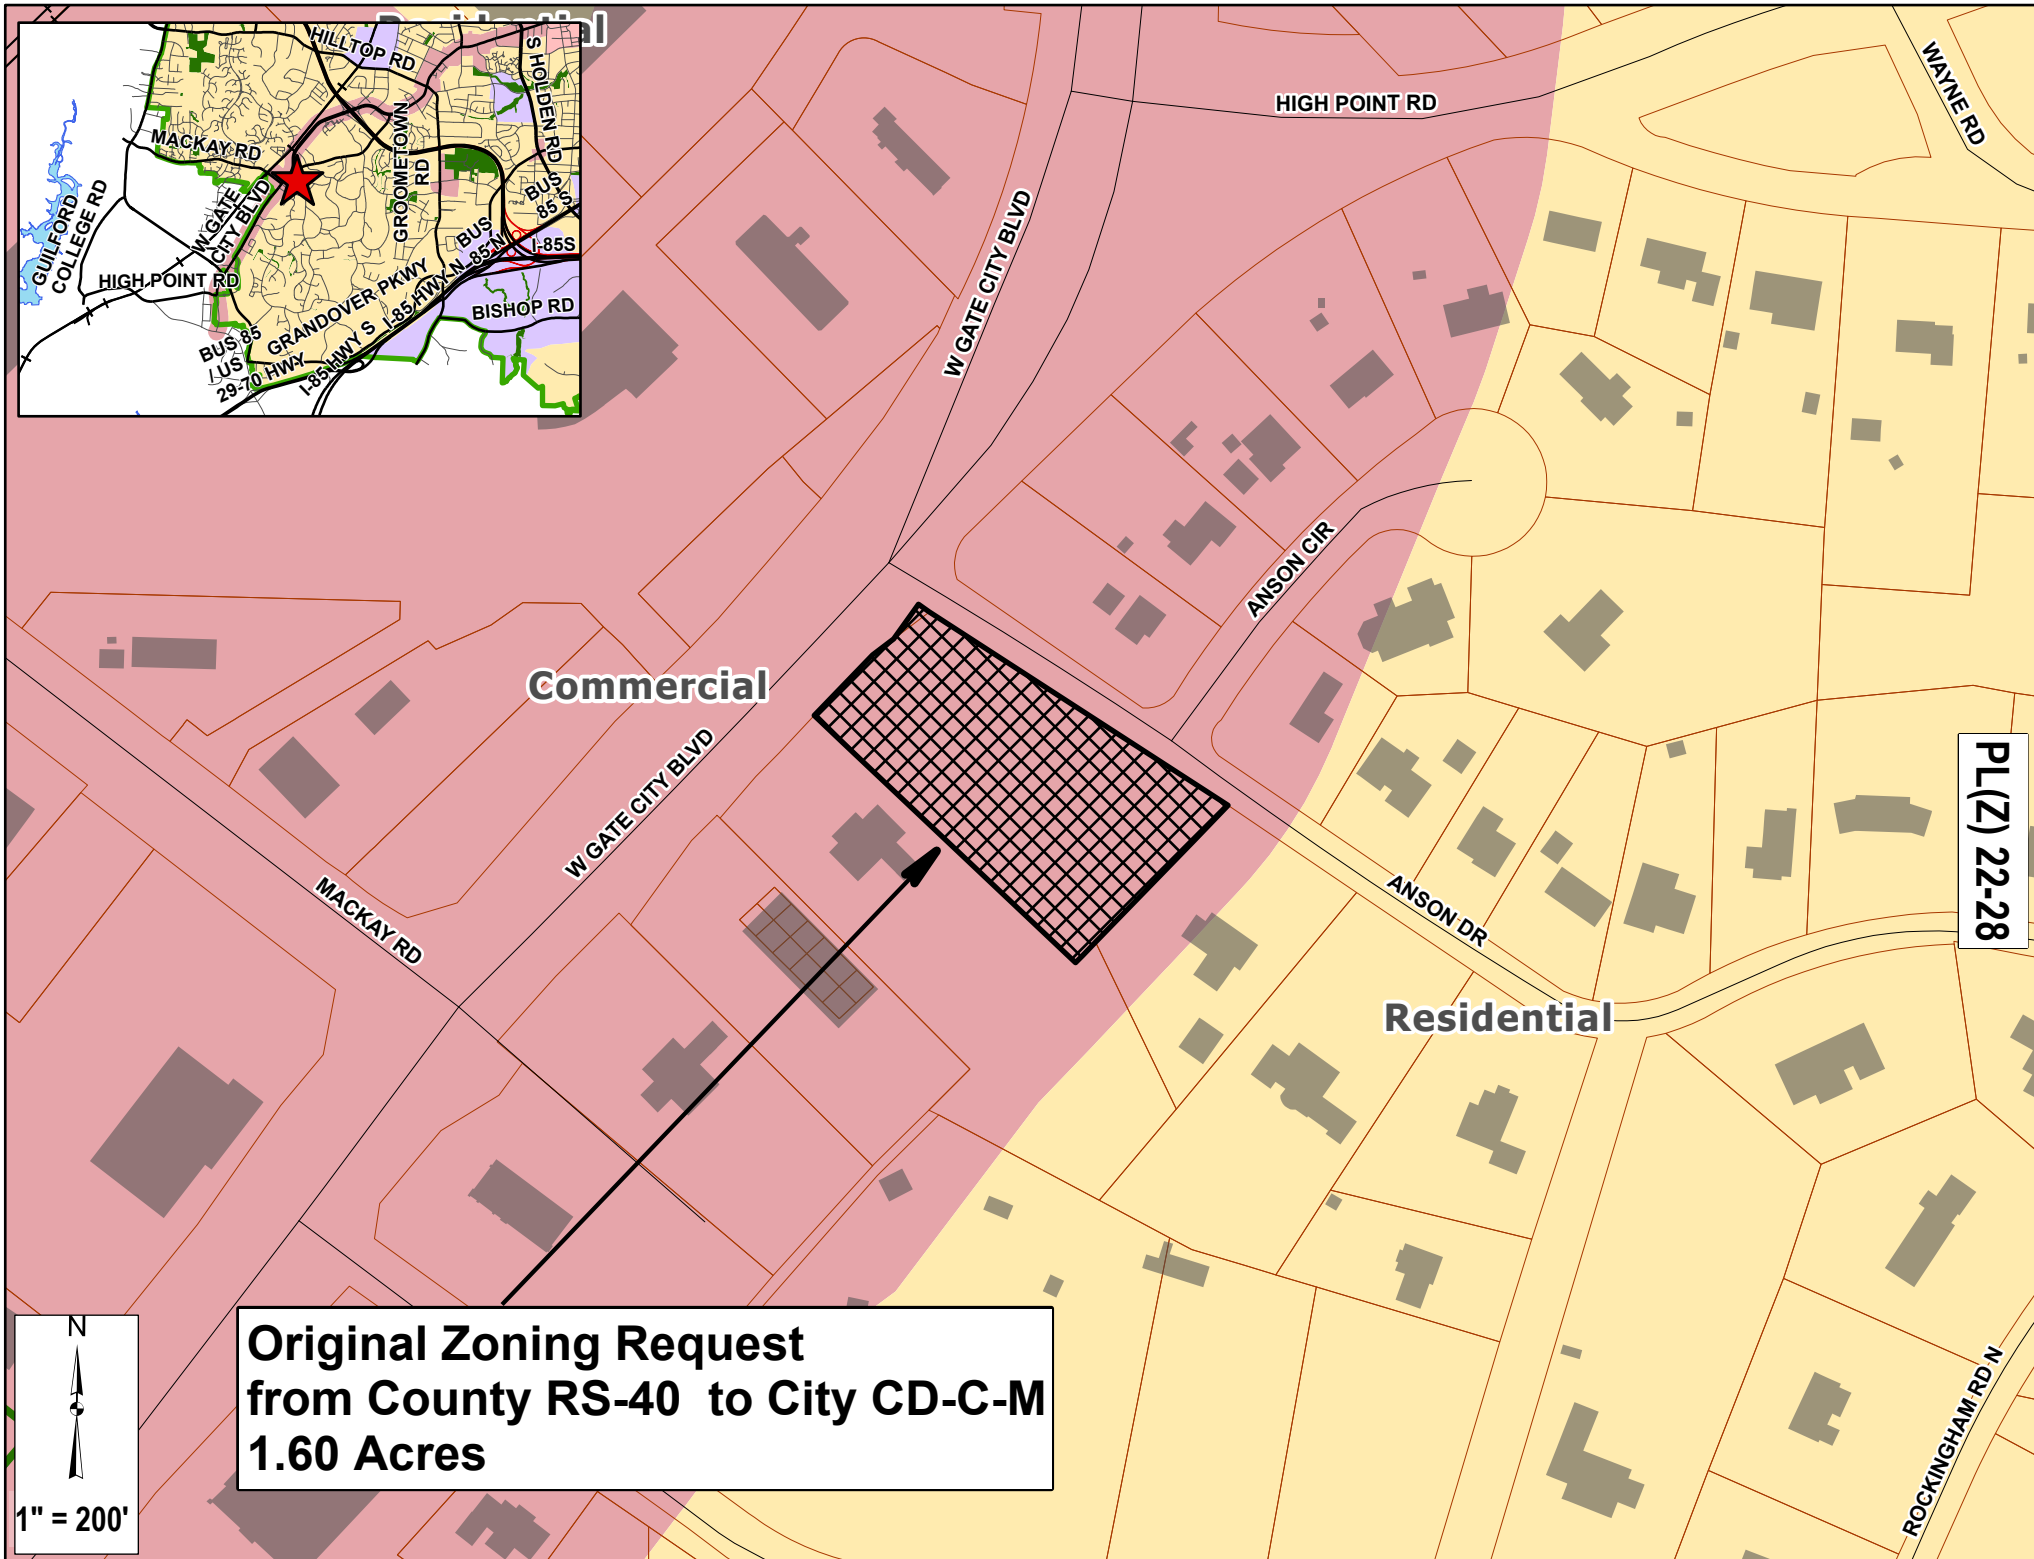 Residential
HILLTOP RD
S HOLDEN RD
MACKAY RD
GROOMETOWN
RD
GUILFORD
COLLEGE RD
W GATE
CITY BLVD
BUS
85 S
BUS
85 N
I-85S
HIGH POINT RD
GRANDOVER PKWY
I-85 HWY N
BISHOP RD
BUS 85
/ US
29-70 HWY
I-85 HWY S
HIGH POINT RD
WAYNE RD
W GATE CITY BLVD
ANSON CIR
Commercial
W GATE CITY BLVD
MACKAY RD
ANSON DR
PL(Z) 22-28
Residential
ROCKINGHAM RD N
Original Zoning Request
from County RS-40 to City CD-C-M
1.60 Acres
N
1" = 200'